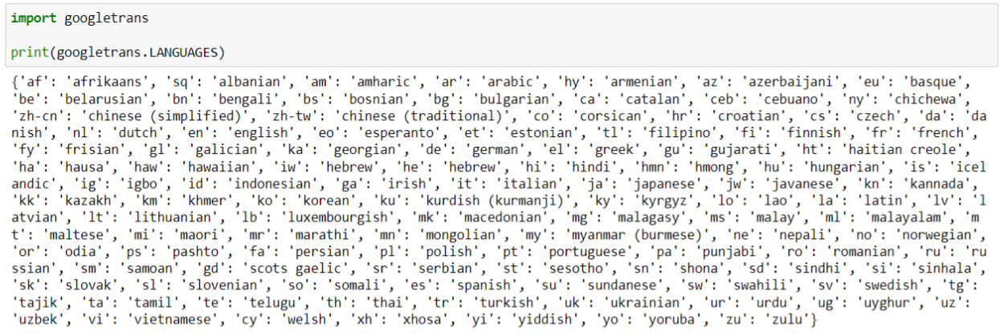 import googletrans
print(googletrans.LANGUAGES)
{'af': 'afrikaans', 'sq': 'albanian', 'am': 'amharic', 'ar': 'arabic', 'hy': 'armenian', 'az': 'azerbaijani', 'eu': 'basque',
'be': 'belarusian', 'bn': 'bengali', 'bs': 'bosnian', 'bg': 'bulgarian', 'ca': 'catalan', 'ceb': 'cebuano', 'ny': 'chichewa',
'zh-cn': 'chinese (simplified)', 'zh-tw': 'chinese (traditional)', 'co': 'corsican', 'hr': 'croatian', 'cs': 'czech', 'da': 'da
nish', 'nl': 'dutch', 'en': 'english', 'eo': 'esperanto', 'et': 'estonian', 'tl': 'filipino', 'fi': 'finnish', 'fr': 'french',
'fy': 'frisian', 'gl': 'galician', 'ka': 'georgian', 'de': 'german', 'el': 'greek', 'gu': 'gujarati', 'ht': 'haitian creole',
'ha': 'hausa', 'haw': 'hawaiian', 'iw': 'hebrew', 'he': 'hebrew', 'hi': 'hindi', 'hmn': 'hmong', 'hu': 'hungarian', 'is': 'icel
andic', 'ig': 'igbo', 'id': 'indonesian', 'ga': 'irish', 'it': 'italian', 'ja': 'japanese', 'jw': 'javanese', 'kn': 'kannada',
'kk': 'kazakh', 'km': 'khmer', 'ko': 'korean', 'ku': 'kurdish (kurmanji)', 'ky': 'kyrgyz', 'lo': 'lao', 'la': 'latin', 'lv': 'l
atvian', 'lt': 'lithuanian', 'lb': 'luxembourgish', 'mk': 'macedonian', 'mg': 'malagasy', 'ms': 'malay', 'ml': 'malayalam', 'm
t': 'maltese', 'mi': 'maori', 'mr': 'marathi', 'mn': 'mongolian', 'my': 'myanmar (burmese)', 'ne': 'nepali', 'no': 'norwegian',
'or': 'odia', 'ps': 'pashto', 'fa': 'persian', 'pl': 'polish', 'pt': 'portuguese', 'pa': 'punjabi', 'ro': 'romanian', 'ru': 'ru
ssian', 'sm': 'samoan', 'gd': 'scots gaelic', 'sr': 'serbian', 'st': 'sesotho', 'sn': 'shona', 'sd': 'sindhi', 'si': 'sinhala',
'sk': 'slovak', 'sl': 'slovenian', 'so': 'somali', 'es': 'spanish', 'su': 'sundanese', 'sw': 'swahili', 'sv': 'swedish', 'tg':
'tajik', 'ta': 'tamil', 'te': 'telugu', 'th': 'thai', 'tr': 'turkish', 'uk': 'ukrainian', 'ur': 'urdu', 'ug': 'uyghur', 'uz':
'uzbek', 'vi': 'vietnamese', 'cy': 'welsh', 'xh': 'xhosa', 'yi': 'yiddish', 'yo': 'yoruba', 'zu': 'zulu'}